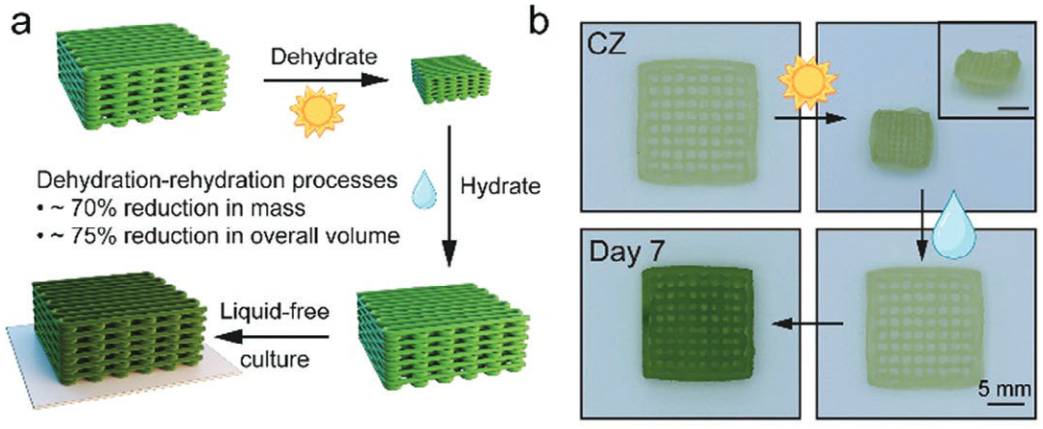 a
Dehydrate
Dehydration-rehydration processes
• ~ 70% reduction in mass
• ~ 75% reduction in overall volume
Hydrate
Liquid-free
culture
b
CZ
Day 7
5 mm